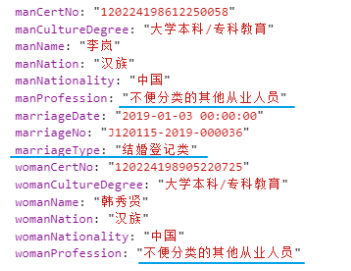 manCertNo: "120224198612250058"
manCultureDegree: "大学本科/专科教育"
manName: "李岚"
manNation: "汉族"
manNationality: "中国"
manProfession: "不便分类的其他从业人员"
marriageDate: "2019-01-03 00:00:00"
marriageNo: "J120115-2019-000036"
marriageType: "结婚登记类"
womanCertNo: "120224198905220725"
womanCultureDegree: "大学本科/专科教育"
womanName: "韩秀贤"
womanNation: "汉族"
womanNationality: "中国"
womanProfession: "不便分类的其他从业人员"